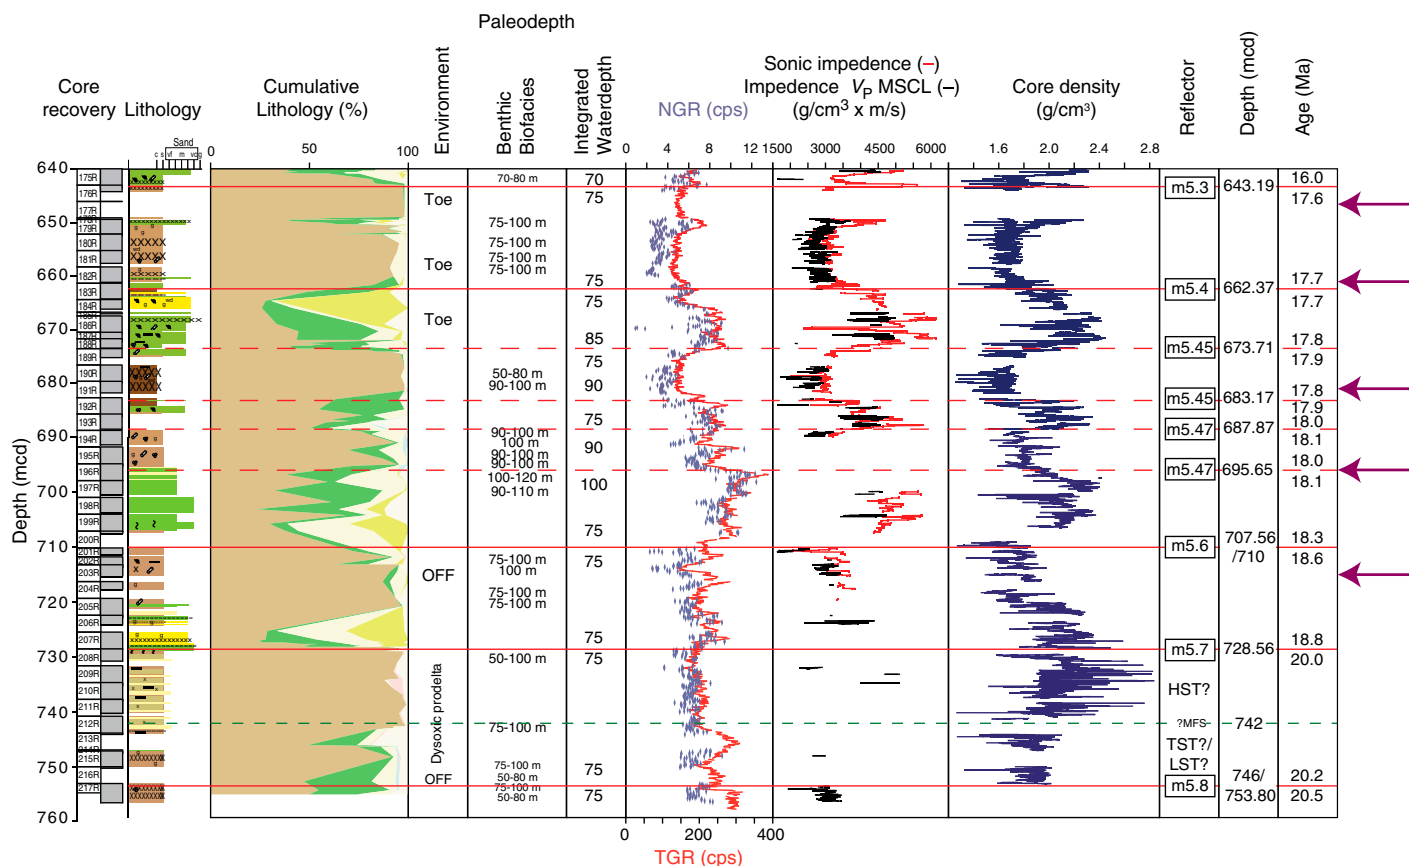 Paleodepth
Core recovery
Lithology
Cumulative Lithology (%)
Environment
Benthic Biofacies
Integrated Waterdepth
NGR (cps)
Sonic impedence (–)
Impedence VP MSCL (–)
(g/cm³ x m/s)
Core density (g/cm³)
Reflector
Depth (mcd)
Age (Ma)
Sand
c s vf m vc g
0 50 100
0 4 8 12
1500 3000 4500 6000
1.6 2.0 2.4 2.8
Depth (mcd)
640
650
660
670
680
690
700
710
720
730
740
750
760
175R
176R
177R
179R
180R
181R
182R
183R
184R
186R
188R
189R
190R
191R
192R
193R
194R
195R
196R
197R
198R
199R
200R
201R
202R
203R
204R
205R
206R
207R
208R
209R
210R
211R
212R
213R
214R
215R
216R
217R
Toe
Toe
Toe
OFF
Dysoxic prodelta
OFF
70-80 m
75-100 m
75-100 m
75-100 m
75-100 m
50-80 m
90-100 m
90-100 m
100 m
90-100 m
90-100 m
100-120 m
90-110 m
75-100 m
100 m
75-100 m
75-100 m
50-100 m
75-100 m
75-100 m
50-80 m
75-100 m
50-80 m
70
75
75
75
85
75
90
75
90
100
75
75
75
75
75
75
m5.3 643.19 16.0
17.6
m5.4 662.37 17.7
17.7
m5.45 673.71 17.8
17.9
m5.45 683.17 17.8
17.9
m5.47 687.87 18.0
18.1
m5.47 695.65 18.0
18.1
m5.6 707.56 /710 18.3
18.6
m5.7 728.56 18.8
20.0
HST?
?MFS 742
TST?/
LST?
m5.8 746/ 753.80 20.2
20.5
0 200 400
TGR (cps)